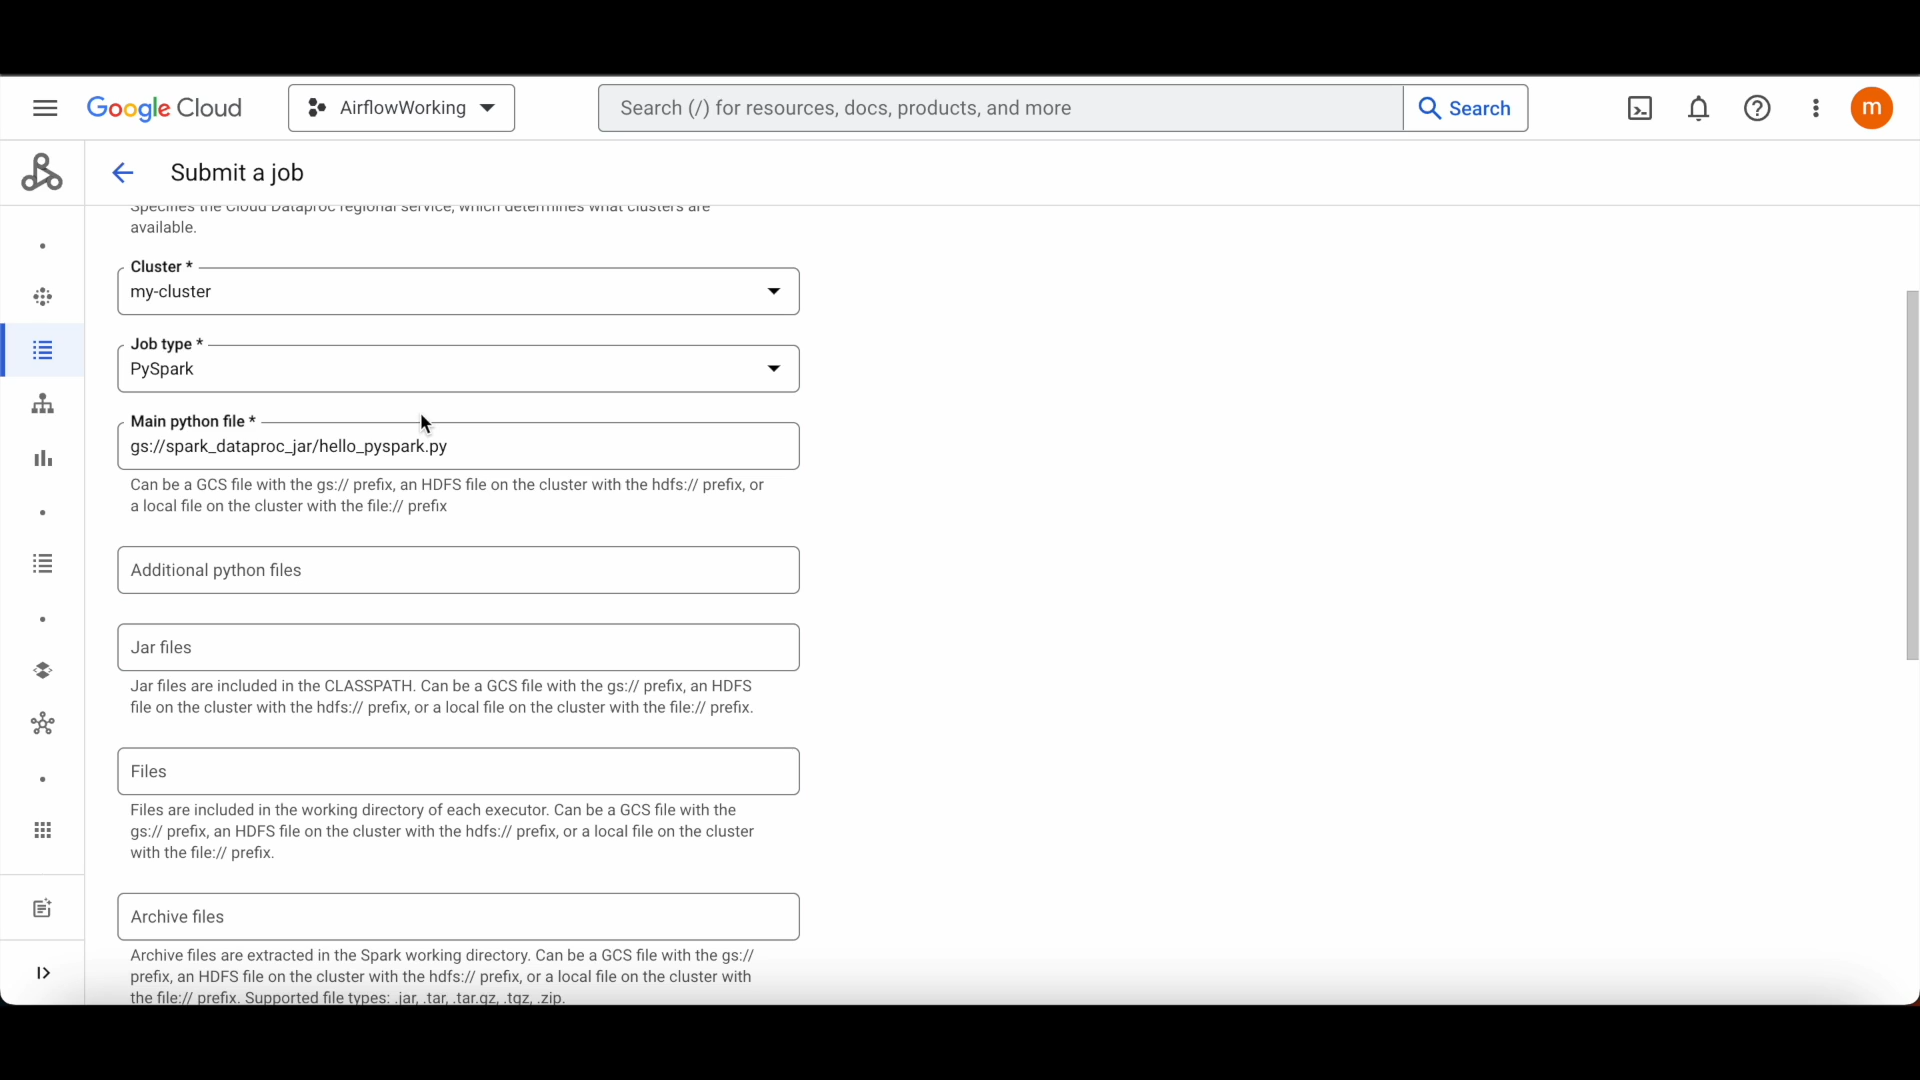 Google Cloud
AirflowWorking
Search (/) for resources, docs, products, and more
Search
m
Submit a job
Specifies the Cloud Dataproc regional service, which determines what clusters are
available.
Cluster *
my-cluster
Job type *
PySpark
Main python file *
gs://spark_dataproc_jar/hello_pyspark.py
Can be a GCS file with the gs:// prefix, an HDFS file on the cluster with the hdfs:// prefix, or
a local file on the cluster with the file:// prefix
Additional python files
Jar files
Jar files are included in the CLASSPATH. Can be a GCS file with the gs:// prefix, an HDFS
file on the cluster with the hdfs:// prefix, or a local file on the cluster with the file:// prefix.
Files
Files are included in the working directory of each executor. Can be a GCS file with the
gs:// prefix, an HDFS file on the cluster with the hdfs:// prefix, or a local file on the cluster
with the file:// prefix.
Archive files
Archive files are extracted in the Spark working directory. Can be a GCS file with the gs://
prefix, an HDFS file on the cluster with the hdfs:// prefix, or a local file on the cluster with
the file:// prefix. Supported file types: .jar, .tar, .tar.gz, .tgz, .zip.